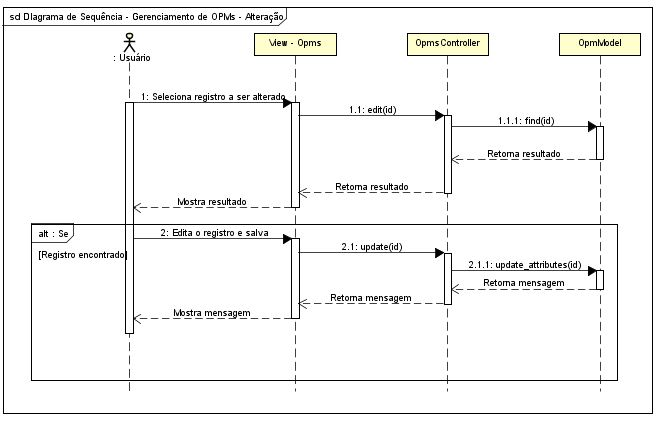 sd Diagrama de Sequência - Gerenciamento de OPMs - Alteração
: Usuário
View - Opms
OpmsController
OpmModel
1: Seleciona registro a ser alterado
1.1: edit(id)
1.1.1: find(id)
Retorna resultado
Retorna resultado
Mostra resultado
alt : Se
[Registro encontrado]
2: Edita o registro e salva
2.1: update(id)
2.1.1: update_attributes(id)
Retorna mensagem
Retorna mensagem
Mostra mensagem